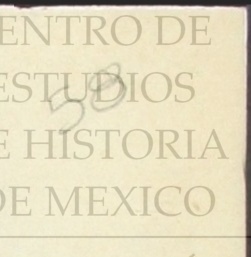 ENTRO DE
58
ESTUDIOS
E HISTORIA
DE MEXICO